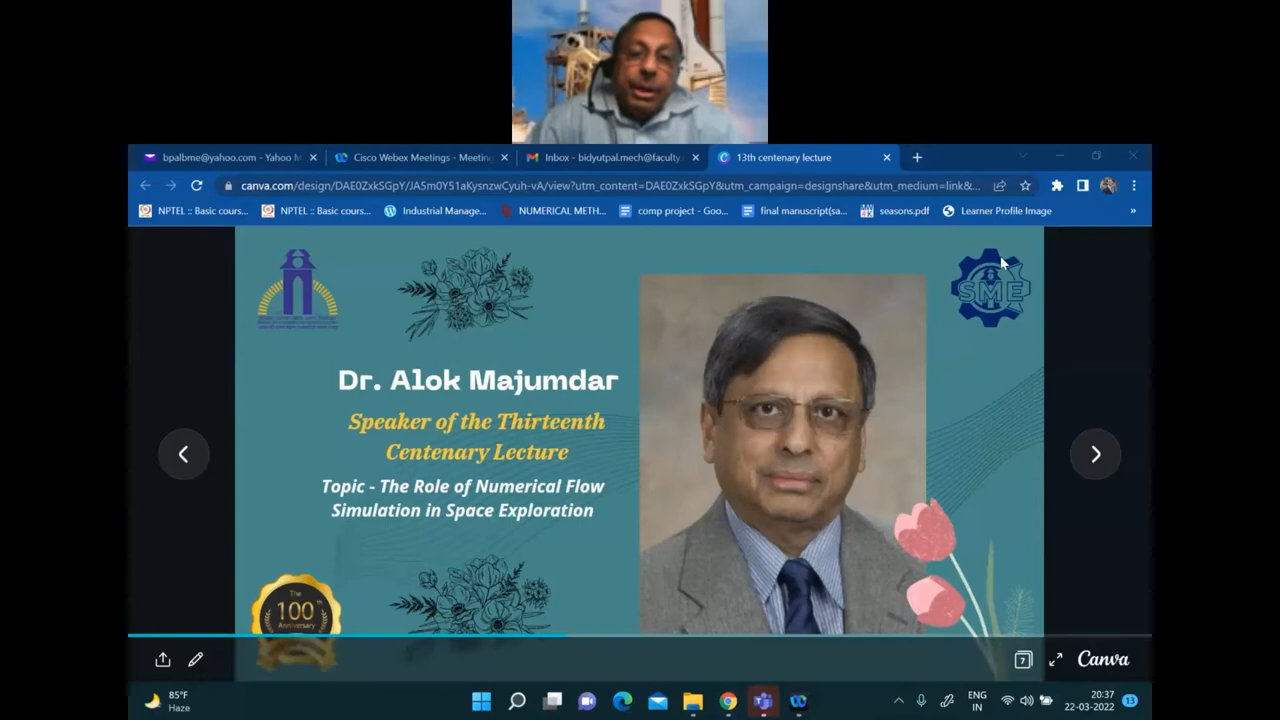 bpalbme@yahoo.com - Yahoo M
Cisco Webex Meetings - Meeting
Inbox - bidyutpal.mech@faculty.
13th centenary lecture
canva.com/design/DAE0ZxkSGpY/JA5m0Y51aKysnzwCyuh-vA/view?utm_content=DAE0ZxkSGpY&utm_campaign=designshare&utm_medium=link&...
NPTEL :: Basic cours...
NPTEL :: Basic cours...
Industrial Manage...
NUMERICAL METH...
comp project - Goo...
final manuscript(sa...
seasons.pdf
Learner Profile Image
»
SME
Dr. Alok Majumdar
Speaker of the Thirteenth
Centenary Lecture
Topic - The Role of Numerical Flow
Simulation in Space Exploration
The
100th
Anniversary
7
Canva
85°F
Haze
ENG
IN
20:37
22-03-2022
13